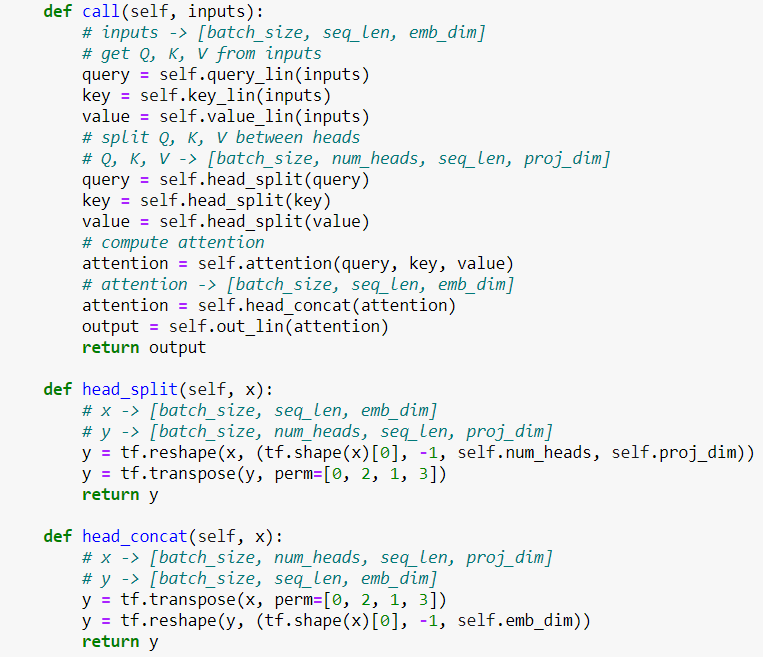 def call(self, inputs):
    # inputs -> [batch_size, seq_len, emb_dim]
    # get Q, K, V from inputs
    query = self.query_lin(inputs)
    key = self.key_lin(inputs)
    value = self.value_lin(inputs)
    # split Q, K, V between heads
    # Q, K, V -> [batch_size, num_heads, seq_len, proj_dim]
    query = self.head_split(query)
    key = self.head_split(key)
    value = self.head_split(value)
    # compute attention
    attention = self.attention(query, key, value)
    # attention -> [batch_size, seq_len, emb_dim]
    attention = self.head_concat(attention)
    output = self.out_lin(attention)
    return output

def head_split(self, x):
    # x -> [batch_size, seq_len, emb_dim]
    # y -> [batch_size, num_heads, seq_len, proj_dim]
    y = tf.reshape(x, (tf.shape(x)[0], -1, self.num_heads, self.proj_dim))
    y = tf.transpose(y, perm=[0, 2, 1, 3])
    return y

def head_concat(self, x):
    # x -> [batch_size, num_heads, seq_len, proj_dim]
    # y -> [batch_size, seq_len, emb_dim]
    y = tf.transpose(x, perm=[0, 2, 1, 3])
    y = tf.reshape(y, (tf.shape(x)[0], -1, self.emb_dim))
    return y